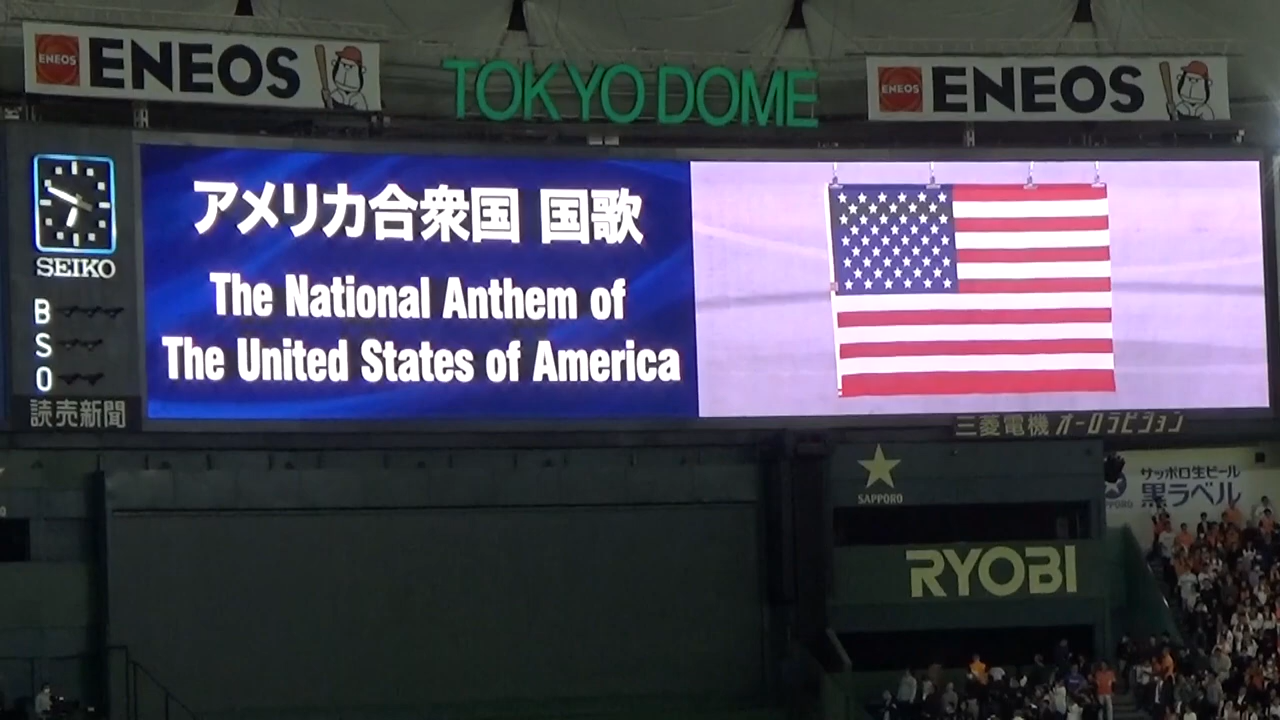 ENEOS ENEOS
TOKYO DOME
ENEOS ENEOS
アメリカ合衆国 国歌
The National Anthem of
The United States of America
SEIKO
B
S
O
読売新聞
三菱電機 オーロラビジョン
SAPPORO
サッポロ生ビール
黒ラベル
RYOBI